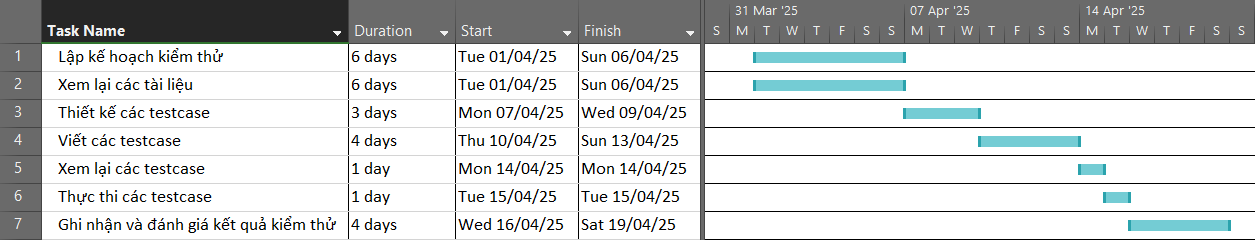 31 Mar '25 07 Apr '25 14 Apr '25
Task Name Duration Start Finish S M T W T F S S M T W T F S S M T W T F S S
1 Lập kế hoạch kiểm thử 6 days Tue 01/04/25 Sun 06/04/25
2 Xem lại các tài liệu 6 days Tue 01/04/25 Sun 06/04/25
3 Thiết kế các testcase 3 days Mon 07/04/25 Wed 09/04/25
4 Viết các testcase 4 days Thu 10/04/25 Sun 13/04/25
5 Xem lại các testcase 1 day Mon 14/04/25 Mon 14/04/25
6 Thực thi các testcase 1 day Tue 15/04/25 Tue 15/04/25
7 Ghi nhận và đánh giá kết quả kiểm thử 4 days Wed 16/04/25 Sat 19/04/25